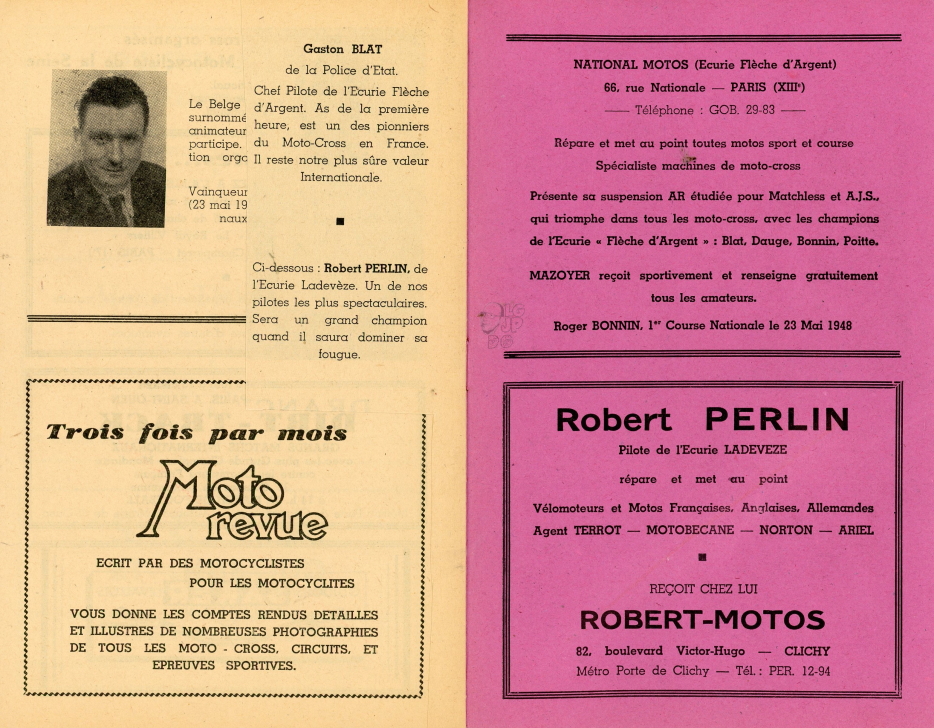 Le Belge
surnommé
animateur
participe.
tion orgo
Vainqueur
(23 mai 19
naux
Gaston BLAT
de la Police d'Etat.
Chef Pilote de l'Ecurie Flèche
d'Argent. As de la première
heure, est un des pionniers
du Moto-Cross en France.
Il reste notre plus sûre valeur
Internationale.
Ci-dessous : Robert PERLIN, de
l'Ecurie Ladevèze. Un de nos
pilotes les plus spectaculaires.
Sera un grand champion
quand il saura dominer sa
fougue.
Trois fois par mois
Moto
revue
ECRIT PAR DES MOTOCYCLISTES
POUR LES MOTOCYCLITES
VOUS DONNE LES COMPTES RENDUS DETAILLES
ET ILLUSTRES DE NOMBREUSES PHOTOGRAPHIES
DE TOUS LES MOTO - CROSS, CIRCUITS, ET
EPREUVES SPORTIVES.
NATIONAL MOTOS (Ecurie Flèche d'Argent)
66, rue Nationale — PARIS (XIIIe)
— Téléphone : GOB. 29-83 —
Répare et met au point toutes motos sport et course
Spécialiste machines de moto-cross
Présente sa suspension AR étudiée pour Matchless et A.J.S.,
qui triomphe dans tous les moto-cross, avec les champions
de l'Ecurie « Flèche d'Argent » : Blat, Dauge, Bonnin, Poitte.
MAZOYER reçoit sportivement et renseigne gratuitement
tous les amateurs.
Roger BONNIN, 1er Course Nationale le 23 Mai 1948
Robert PERLIN
Pilote de l'Ecurie LADEVEZE
répare et met au point
Vélomoteurs et Motos Françaises, Anglaises, Allemandes
Agent TERROT — MOTOBECANE — NORTON — ARIEL
REÇOIT CHEZ LUI
ROBERT-MOTOS
82, boulevard Victor-Hugo — CLICHY
Métro Porte de Clichy — Tél. : PER. 12-94